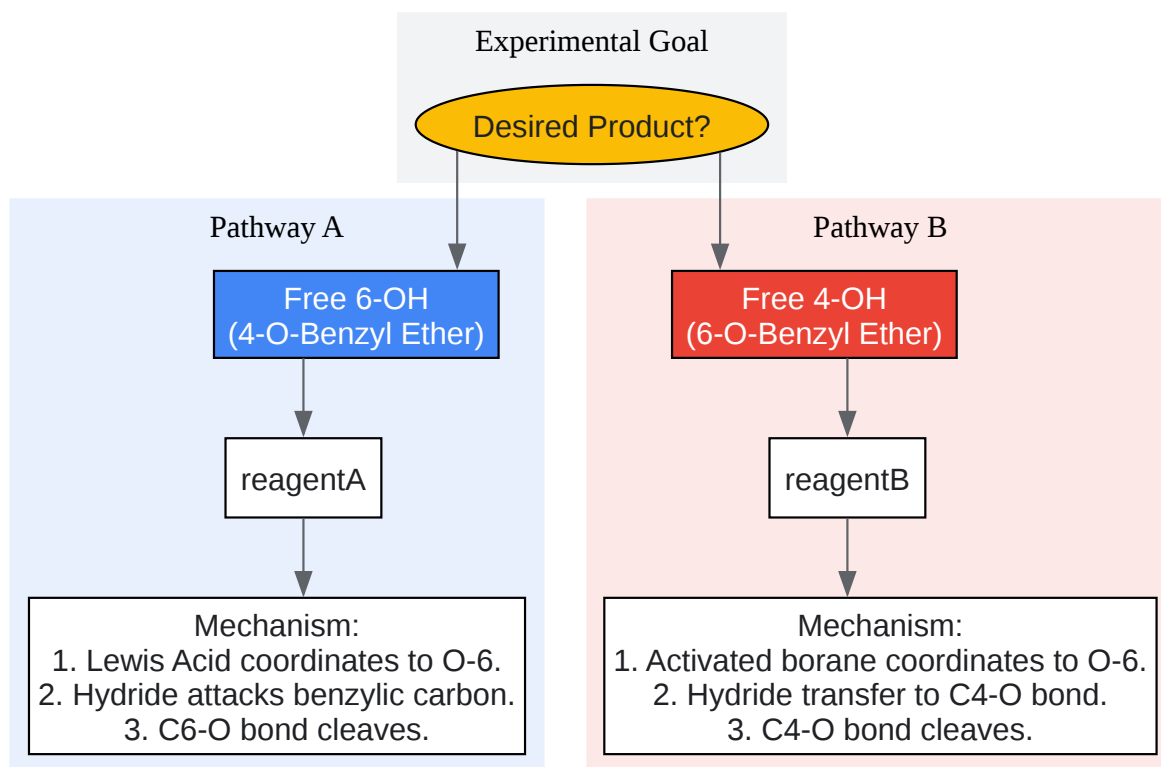 Experimental Goal
Desired Product?
Pathway A
Free 6-OH
(4-O-Benzyl Ether)
reagentA
Mechanism:
1. Lewis Acid coordinates to O-6.
2. Hydride attacks benzylic carbon.
3. C6-O bond cleaves.
Pathway B
Free 4-OH
(6-O-Benzyl Ether)
reagentB
Mechanism:
1. Activated borane coordinates to O-6.
2. Hydride transfer to C4-O bond.
3. C4-O bond cleaves.